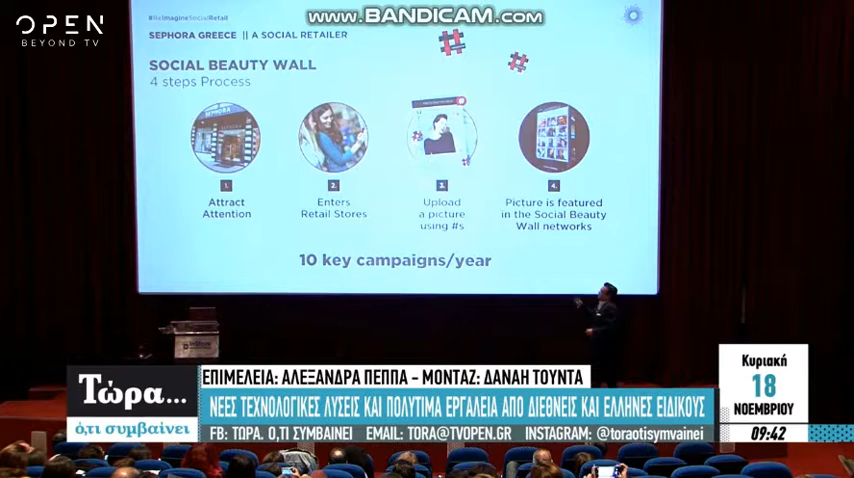 #ReImagineSocialRetail
www.BANDICAM.com
OPEN
BEYOND TV
SEPHORA GREECE || A SOCIAL RETAILER
SOCIAL BEAUTY WALL
4 steps Process
SEPHORA
1.
Attract
Attention
2.
Enters
Retail Stores
3.
Upload
a picture
using #s
4.
Picture is featured
in the Social Beauty
Wall networks
10 key campaigns/year
InStore
Τώρα...
ό,τι συμβαίνει
ΕΠΙΜΕΛΕΙΑ: ΑΛΕΞΑΝΔΡΑ ΠΕΠΠΑ – ΜΟΝΤΑΖ: ΔΑΝΑΗ ΤΟΥΝΤΑ
ΝΕΕΣ ΤΕΧΝΟΛΟΓΙΚΕΣ ΛΥΣΕΙΣ ΚΑΙ ΠΟΛΥΤΙΜΑ ΕΡΓΑΛΕΙΑ ΑΠΟ ΔΙΕΘΝΕΙΣ ΚΑΙ ΕΛΛΗΝΕΣ ΕΙΔΙΚΟΥΣ
FB: ΤΩΡΑ. Ο,ΤΙ ΣΥΜΒΑΙΝΕΙ EMAIL: TORA@TVOPEN.GR INSTAGRAM: @toraotisymvainei
Κυριακή
18
ΝΟΕΜΒΡΙΟΥ
09:42